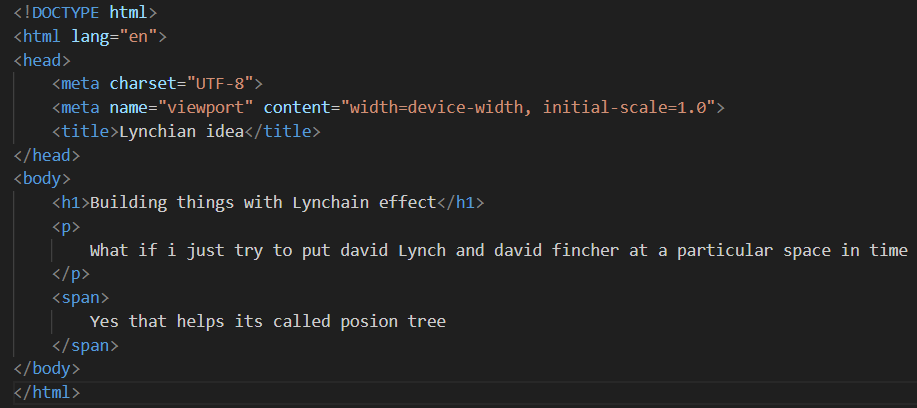 <!DOCTYPE html>
<html lang="en">
<head>
    <meta charset="UTF-8">
    <meta name="viewport" content="width=device-width, initial-scale=1.0">
    <title>Lynchian idea</title>
</head>
<body>
    <h1>Building things with Lynchain effect</h1>
    <p>
        What if i just try to put david Lynch and david fincher at a particular space in time
    </p>
    <span>
        Yes that helps its called posion tree
    </span>
</body>
</html>